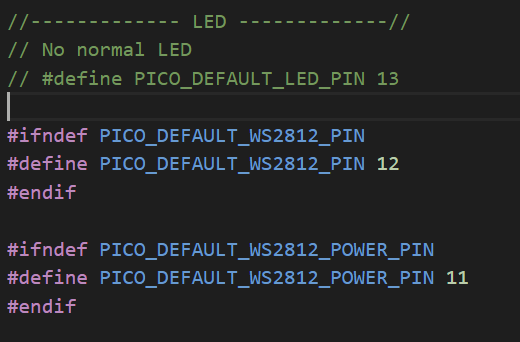 //------------- LED -------------//
// No normal LED
// #define PICO_DEFAULT_LED_PIN 13
#ifndef PICO_DEFAULT_WS2812_PIN
#define PICO_DEFAULT_WS2812_PIN 12
#endif
#ifndef PICO_DEFAULT_WS2812_POWER_PIN
#define PICO_DEFAULT_WS2812_POWER_PIN 11
#endif